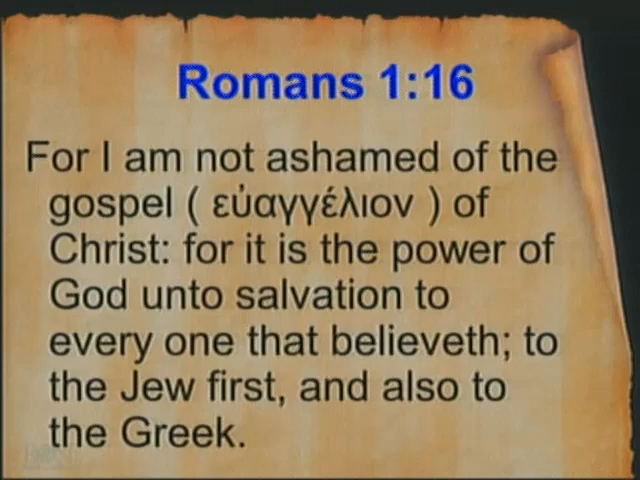 Romans 1:16
For I am not ashamed of the
gospel ( εὐαγγέλιον ) of
Christ: for it is the power of
God unto salvation to
every one that believeth; to
the Jew first, and also to
the Greek.